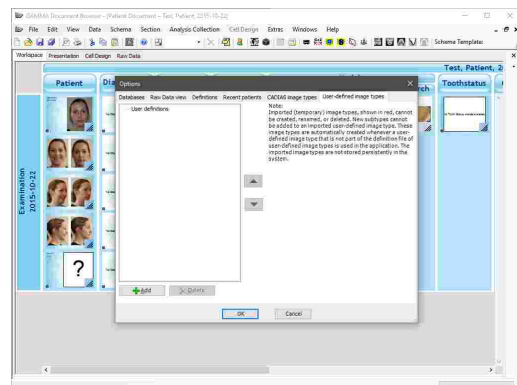 GAMMA Document Browser - [Patient Document - Test, Patient, 2015-10-22]
File Edit View Data Schema Section Analysis Collection Cell Design Extras Windows Help
Schema Template:
Workspace Presentation Cell Design Raw Data
Test, Patient, 2
Patient
Toothstatus
Examination
2015-10-22
?
Options
Databases Raw Data view Definitions Recent patients CADIAS image types User-defined image types
User definitions
Note:
Imported (temporary) image types, shown in red, cannot
be created, renamed, or deleted. New subtypes cannot
be added to an imported user-defined image type. These
image types are automatically created whenever a user-
defined image type that is not part of the definition file of
user-defined image types is used in the application. The
imported image types are not stored persistently in the
system.
Add Delete
OK Cancel